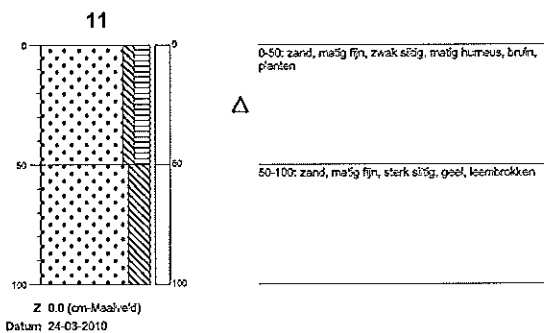 11
0
0
0-50: zand, matig fijn, zwak siltig, matig humeus, bruin,
planten
50
50
50-100: zand, matig fijn, sterk siltig, geel, leembrokken
100
100
Z 0.0 (cm-Maaiveld)
Datum 24-03-2010